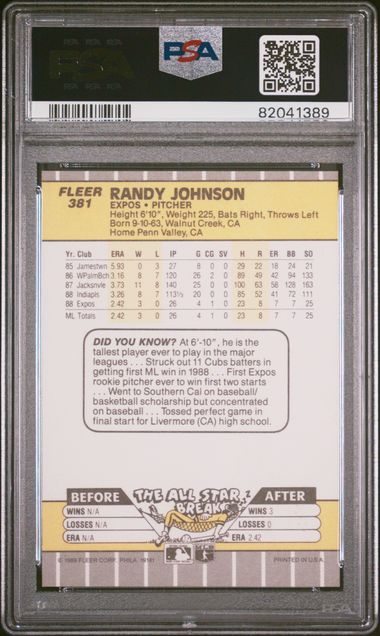 PSA
82041389
FLEER
381
RANDY JOHNSON
EXPOS • PITCHER
Height 6'10", Weight 225, Bats Right, Throws Left
Born 9-10-63, Walnut Creek, CA
Home Penn Valley, CA
Yr. Club ERA W L IP G CG SV H R ER BB SO
85 Jamestwn 5.93 0 3 27 8 0 0 29 22 18 24 21
86 WPalmBch 3.16 8 7 120 26 2 0 89 49 42 94 133
87 Jacksnvle 3.73 11 8 140 25 0 0 100 63 58 128 163
88 Indiapls 3.26 8 7 113⅓ 20 0 0 85 52 41 72 111
88 Expos 2.42 3 0 26 4 1 0 23 8 7 7 25
ML Totals 2.42 3 0 26 4 1 0 23 8 7 7 25
DID YOU KNOW? At 6'-10", he is the
tallest player ever to play in the major
leagues . . . Struck out 11 Cubs batters in
getting first ML win in 1988 . . . First Expos
rookie pitcher ever to win first two starts
. . . Went to Southern Cal on baseball/
basketball scholarship but concentrated
on baseball . . . Tossed perfect game in
final start for Livermore (CA) high school.
BEFORE THE ALL STAR BREAK AFTER
WINS N/A WINS 3
LOSSES N/A LOSSES 0
ERA N/A ERA 2.42
© 1989 FLEER CORP. PHILA. 19141 PRINTED IN U.S.A.